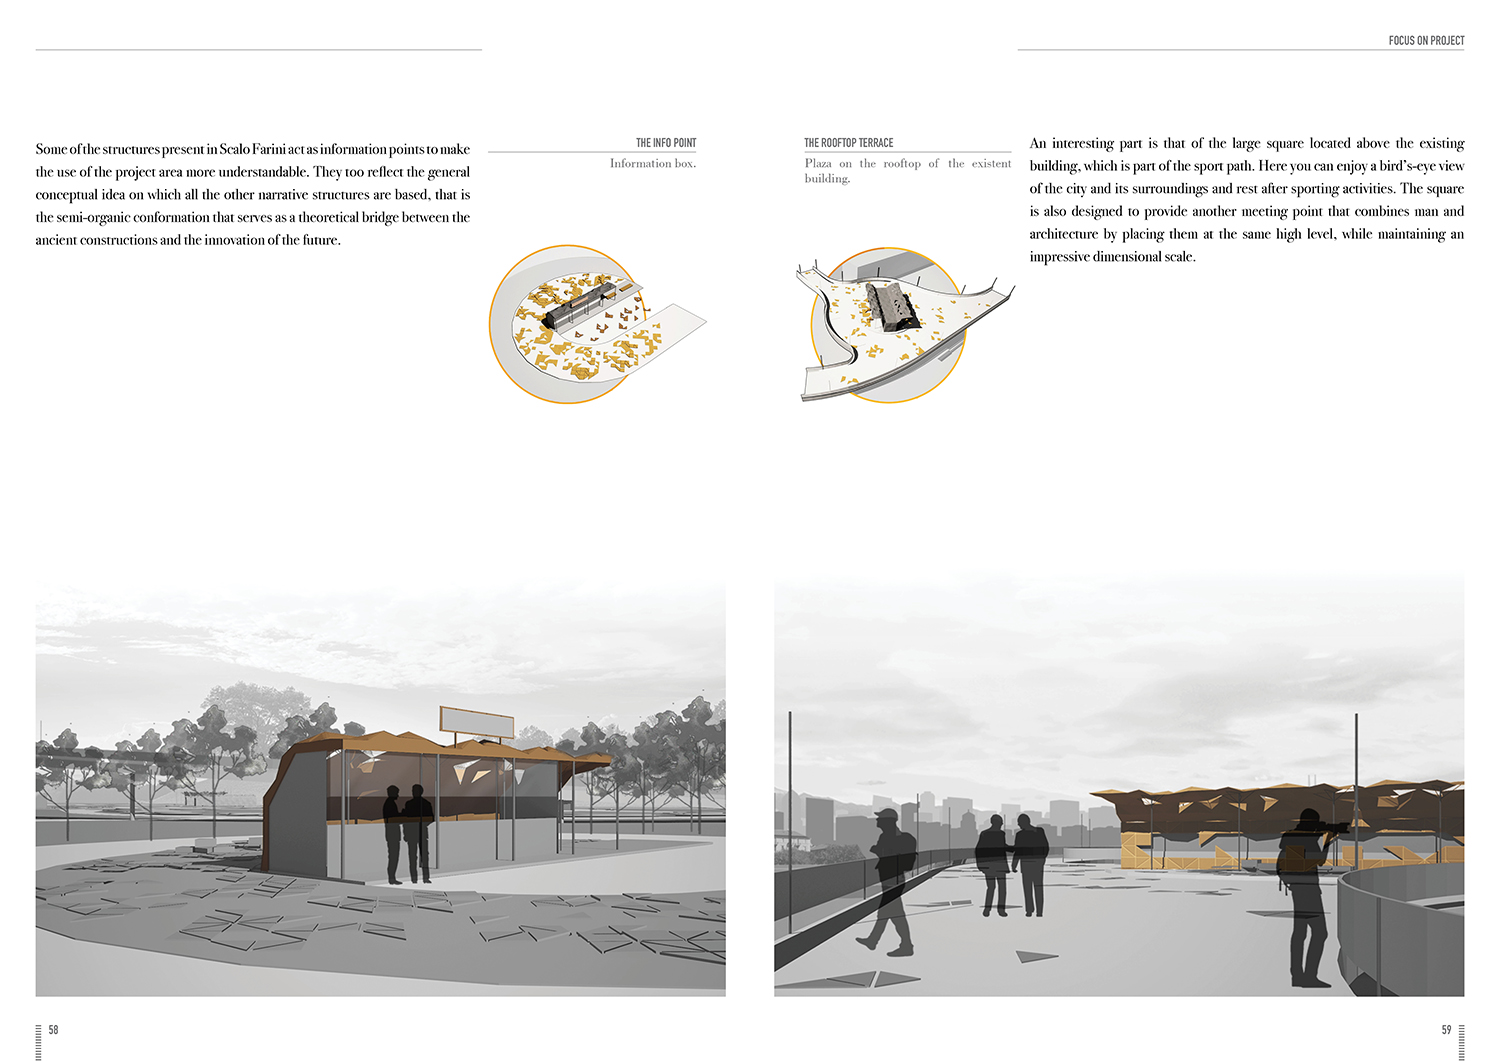 FOCUS ON PROJECT
Some of the structures present in Scalo Farini act as information points to make
the use of the project area more understandable. They too reflect the general
conceptual idea on which all the other narrative structures are based, that is
the semi-organic conformation that serves as a theoretical bridge between the
ancient constructions and the innovation of the future.
THE INFO POINT
Information box.
THE ROOFTOP TERRACE
Plaza on the rooftop of the existent
building.
An interesting part is that of the large square located above the existing
building, which is part of the sport path. Here you can enjoy a bird's-eye view
of the city and its surroundings and rest after sporting activities. The square
is also designed to provide another meeting point that combines man and
architecture by placing them at the same high level, while maintaining an
impressive dimensional scale.
58
59